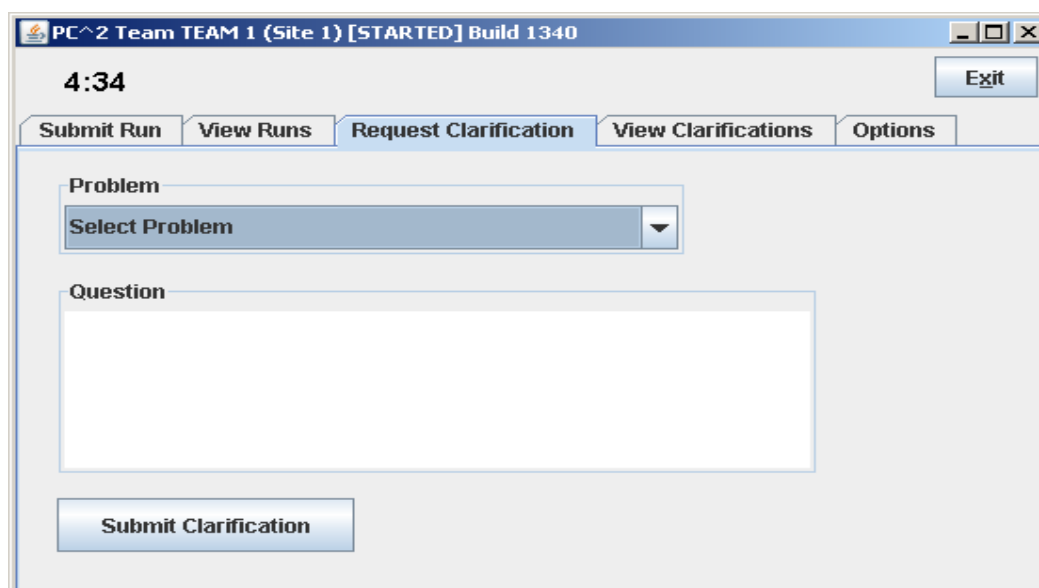 PC^2 Team TEAM 1 (Site 1) [STARTED] Build 1340
4:34
Exit
Submit Run View Runs Request Clarification View Clarifications Options
Problem
Select Problem
Question
Submit Clarification